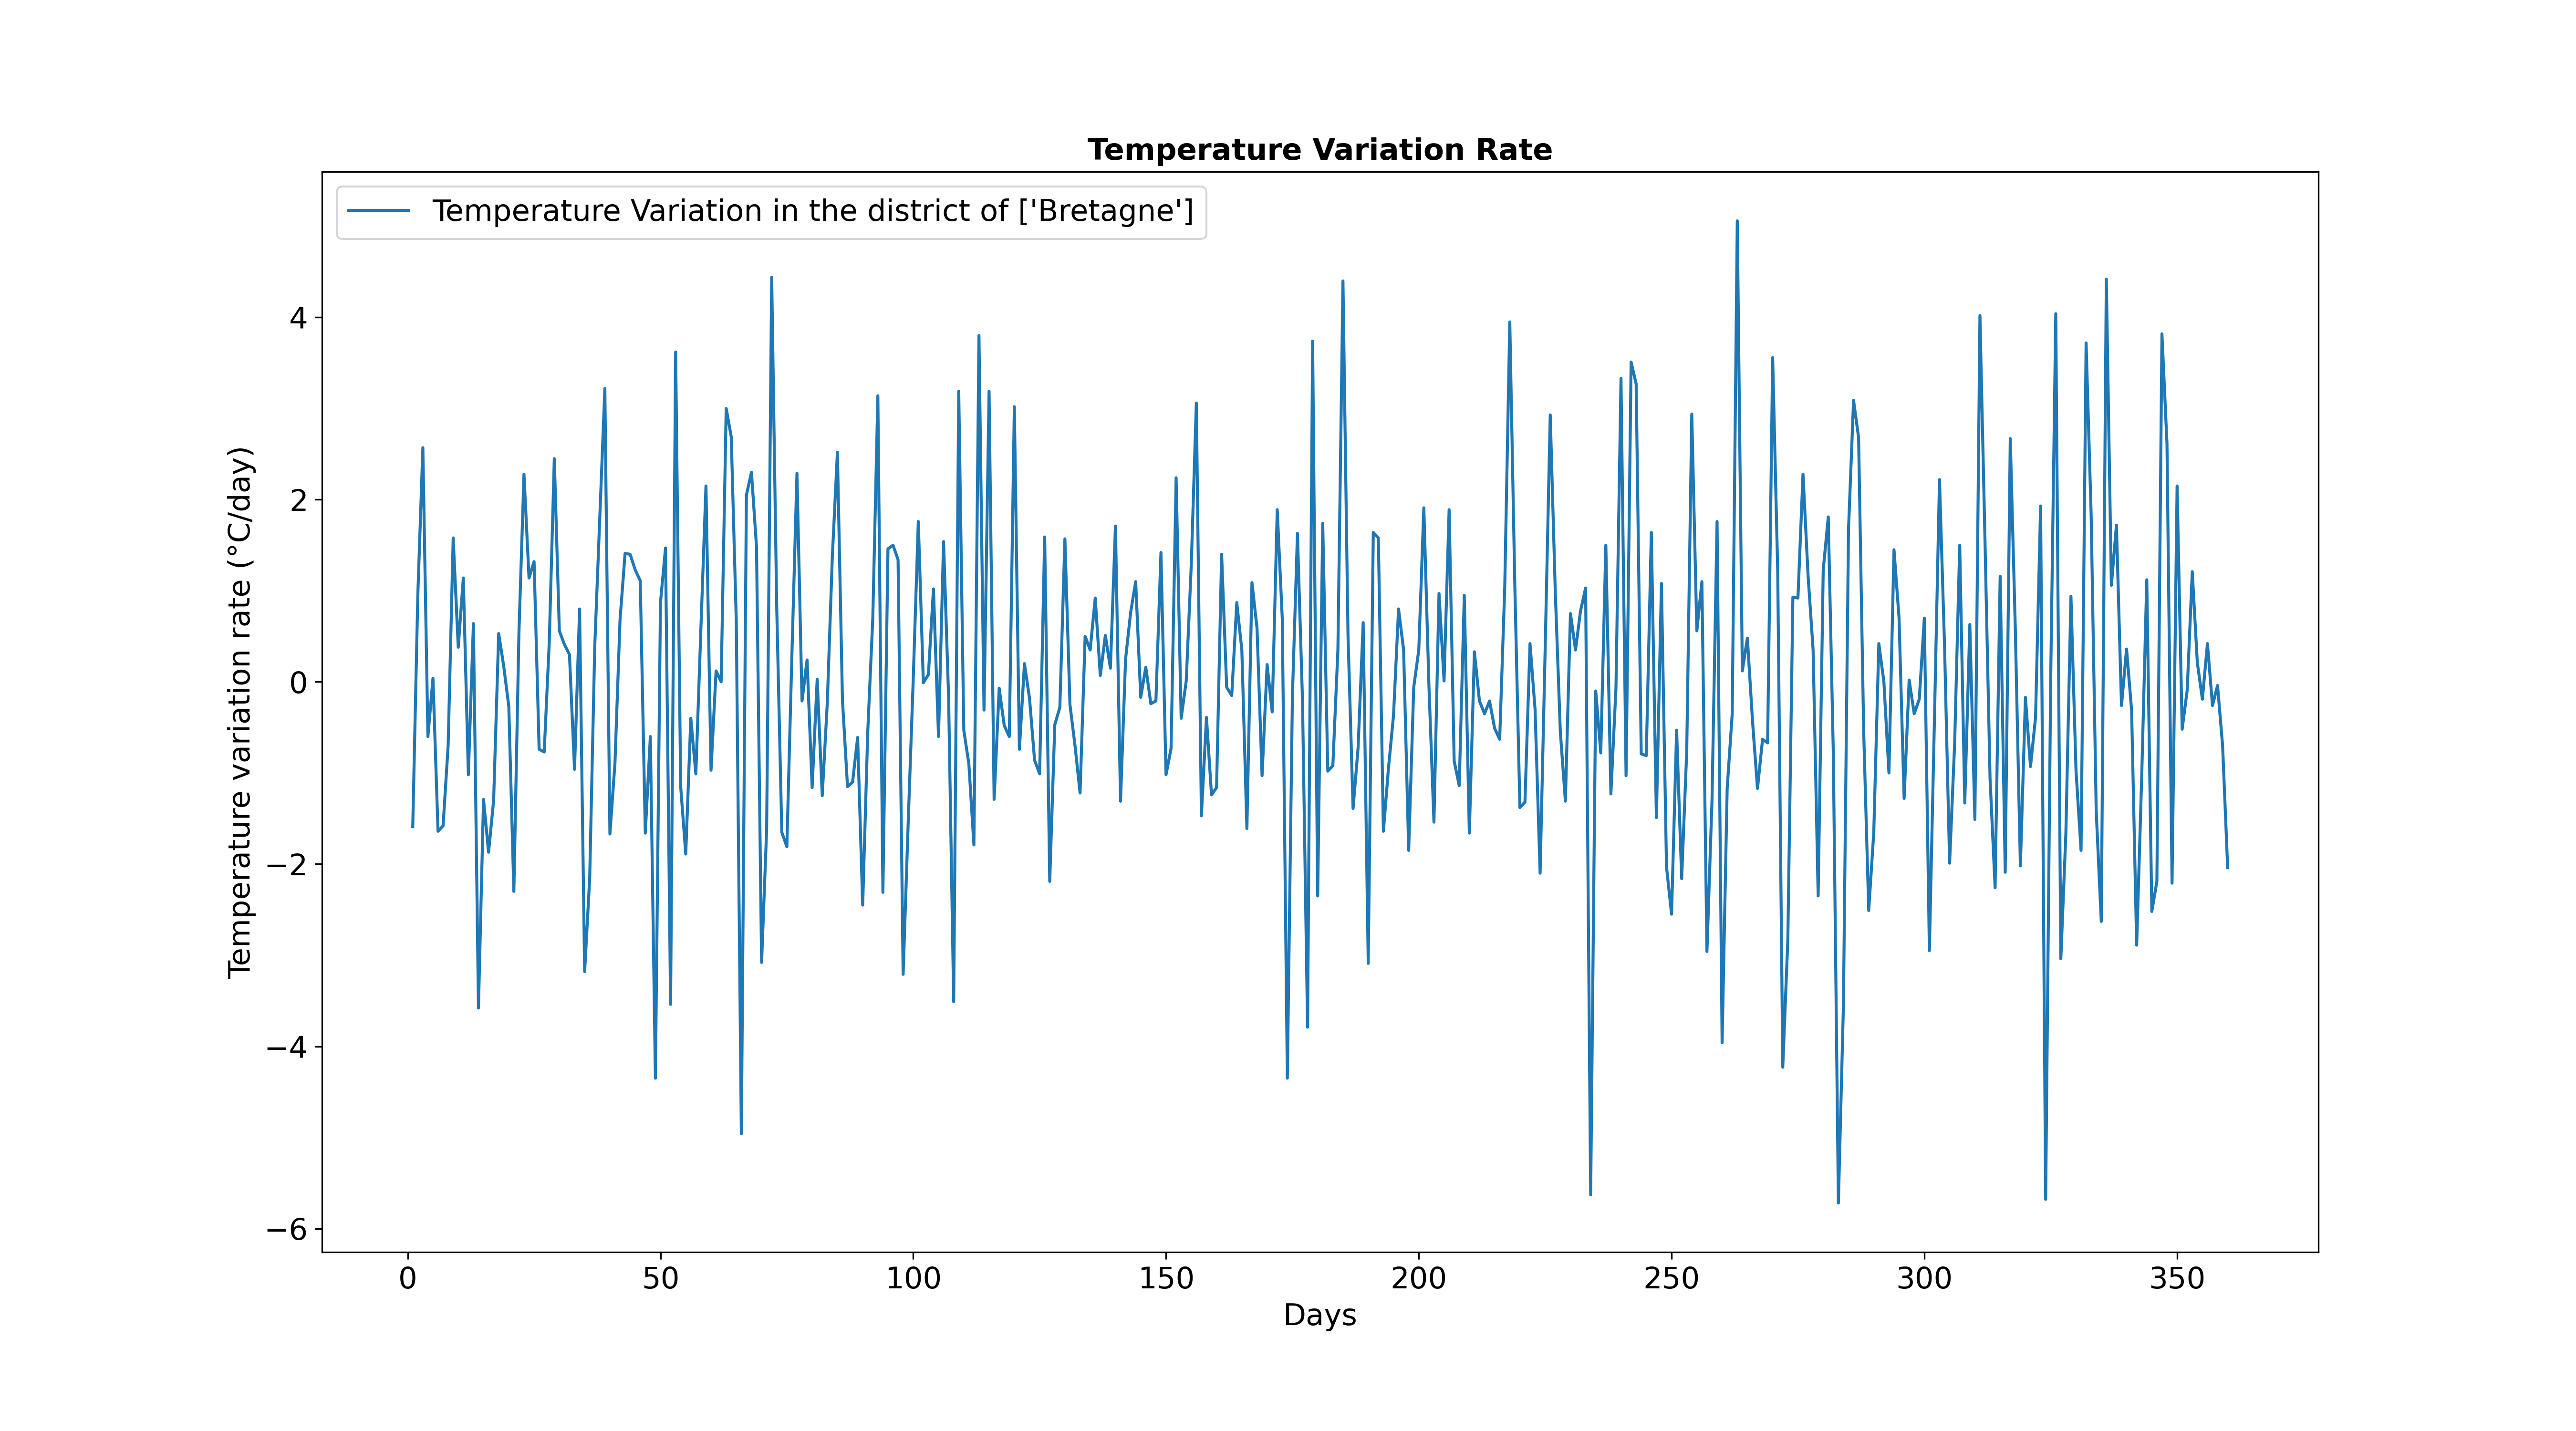 Temperature Variation Rate
Temperature Variation in the district of ['Bretagne']
Temperature variation rate (°C/day)
4
2
0
−2
−4
−6
0 50 100 150 200 250 300 350
Days